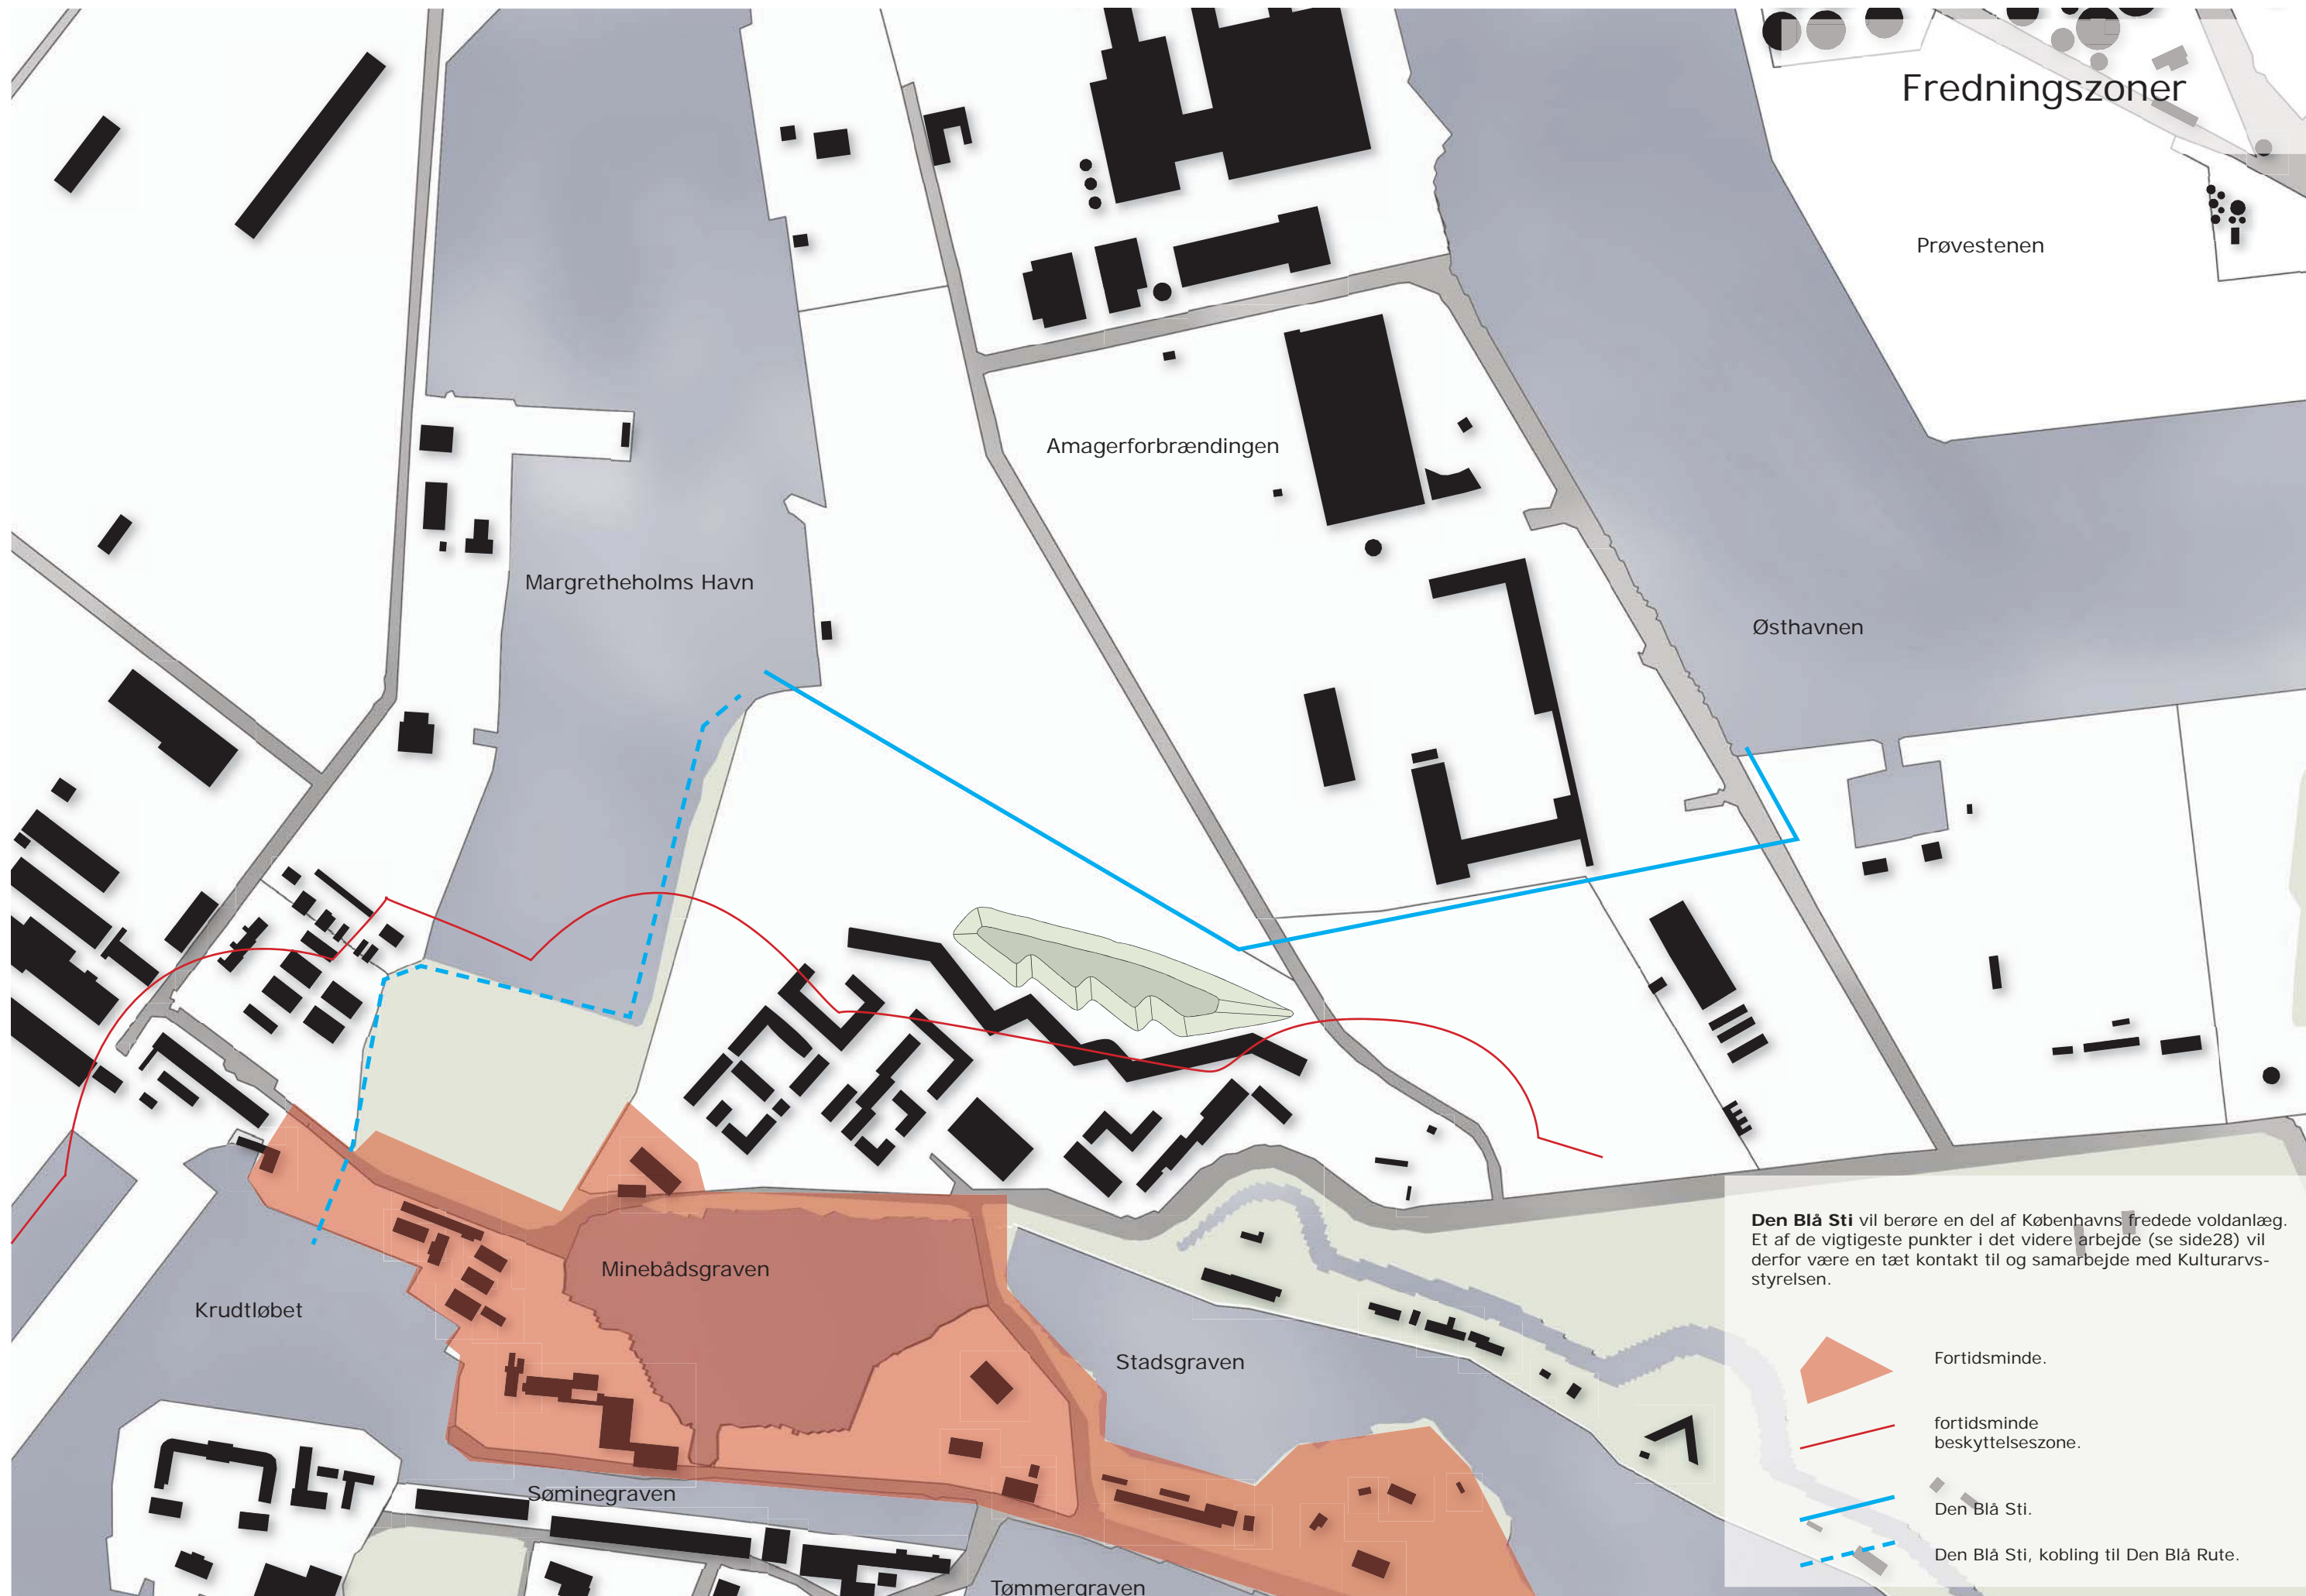 Fredningszoner
Prøvestenen
Amagerforbrændingen
Margretheholms Havn
Østhavnen
Minebådsgraven
Krudtløbet
Stadsgraven
Søminegraven
Tømmergraven
Den Blå Sti vil berøre en del af Københavns fredede voldanlæg.
Et af de vigtigeste punkter i det videre arbejde (se side28) vil
derfor være en tæt kontakt til og samarbejde med Kulturarvs-
styrelsen.
Fortidsminde.
fortidsminde
beskyttelseszone.
Den Blå Sti.
Den Blå Sti, kobling til Den Blå Rute.